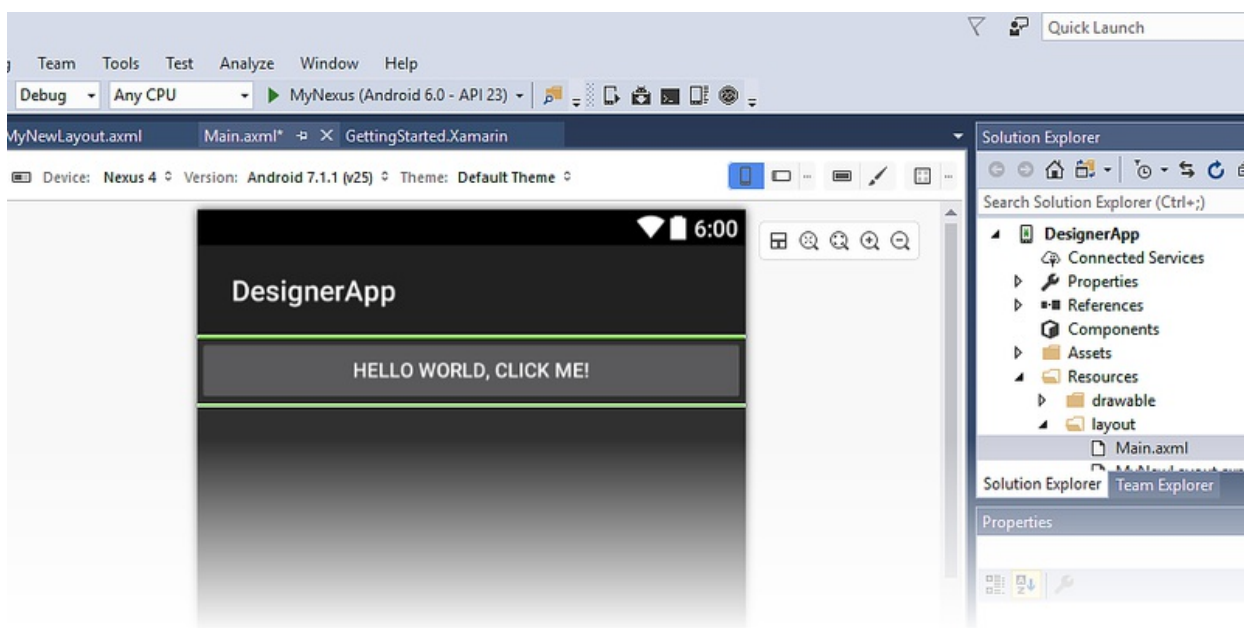 Quick Launch
Team Tools Test Analyze Window Help
Debug Any CPU MyNexus (Android 6.0 - API 23)
MyNewLayout.axml Main.axml* GettingStarted.Xamarin
Solution Explorer
Device: Nexus 4 Version: Android 7.1.1 (v25) Theme: Default Theme
Search Solution Explorer (Ctrl+;)
6:00
DesignerApp
HELLO WORLD, CLICK ME!
DesignerApp
Connected Services
Properties
References
Components
Assets
Resources
drawable
layout
Main.axml
Solution Explorer Team Explorer
Properties